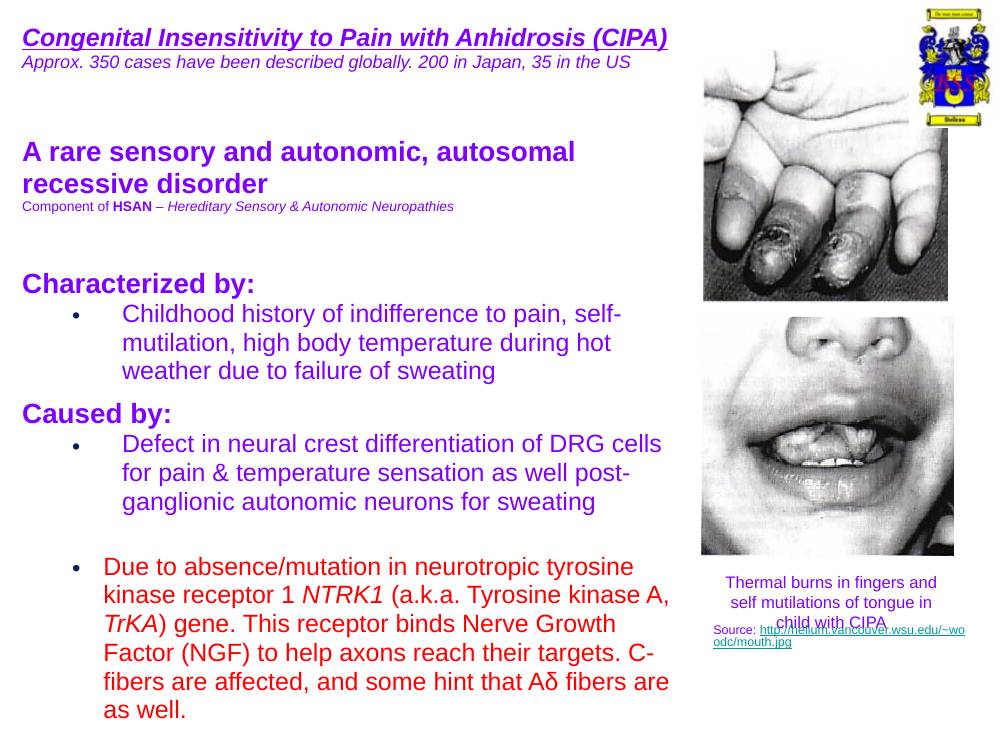 Congenital Insensitivity to Pain with Anhidrosis (CIPA)
Approx. 350 cases have been described globally. 200 in Japan, 35 in the US
A rare sensory and autonomic, autosomal
recessive disorder
Component of HSAN – Hereditary Sensory & Autonomic Neuropathies
Characterized by:
• Childhood history of indifference to pain, self-
mutilation, high body temperature during hot
weather due to failure of sweating
Caused by:
• Defect in neural crest differentiation of DRG cells
for pain & temperature sensation as well post-
ganglionic autonomic neurons for sweating
• Due to absence/mutation in neurotropic tyrosine
kinase receptor 1 NTRK1 (a.k.a. Tyrosine kinase A,
TrKA) gene. This receptor binds Nerve Growth
Factor (NGF) to help axons reach their targets. C-
fibers are affected, and some hint that Aδ fibers are
as well.
Thermal burns in fingers and
self mutilations of tongue in
child with CIPA
Source: http://helium.vancouver.wsu.edu/~wo
odc/mouth.jpg